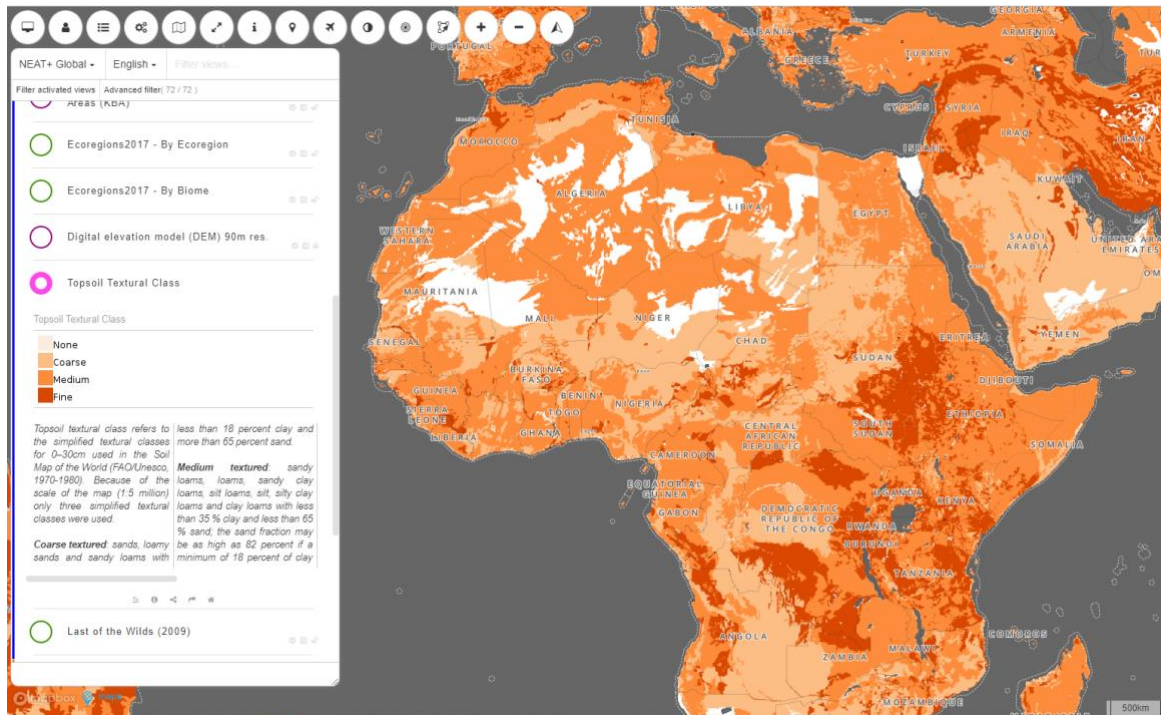 NEAT+ Global
English
Filter views ...
Filter activated views
Advanced filter( 72 / 72 )
Areas (KBA)
Ecoregions2017 - By Ecoregion
Ecoregions2017 - By Biome
Digital elevation model (DEM) 90m res.
Topsoil Textural Class
Topsoil Textural Class
None
Coarse
Medium
Fine
Topsoil textural class refers to
the simplified textural classes
for 0–30cm used in the Soil
Map of the World (FAO/Unesco,
1970-1980). Because of the
scale of the map (1:5 million)
only three simplified textural
classes were used.
Coarse textured: sands, loamy
sands and sandy loams with
less than 18 percent clay and
more than 65 percent sand.
Medium textured: sandy
loams, loams, sandy clay
loams, silt loams, silt, silty clay
loams and clay loams with less
than 35 % clay and less than 65
% sand; the sand fraction may
be as high as 82 percent if a
minimum of 18 percent of clay
Last of the Wilds (2009)
mapbox
PORTUGAL
ALBANIA
GREECE
GEORGIA
ARMENIA
TURKEY
CYPRUS
SYRIA
ISRAEL
IRAQ
IRAN
KUWAIT
TUNISIA
MOROCCO
ALGERIA
LIBYA
EGYPT
WESTERN
SAHARA
SAUDI
ARABIA
UNITED ARA
EMIRATES
OM
MAURITANIA
MALI
NIGER
CHAD
SUDAN
ERITREA
YEMEN
SENEGAL
BURKINA
FASO
DJIBOUTI
GUINEA
BENIN
NIGERIA
SIERRA
LEONE
TOGO
GHANA
LIBERIA
ETHIOPIA
CENTRAL
AFRICAN
REPUBLIC
SOUTH
SUDAN
SOMALIA
CAMEROON
EQUATORIAL
GUINEA
GABON
UGANDA
KENYA
DEMOCRATIC
REPUBLIC OF
THE CONGO
RWANDA
BURUNDI
TANZANIA
ANGOLA
ZAMBIA
MALAWI
COMOROS
MOZAMBIQUE
500km